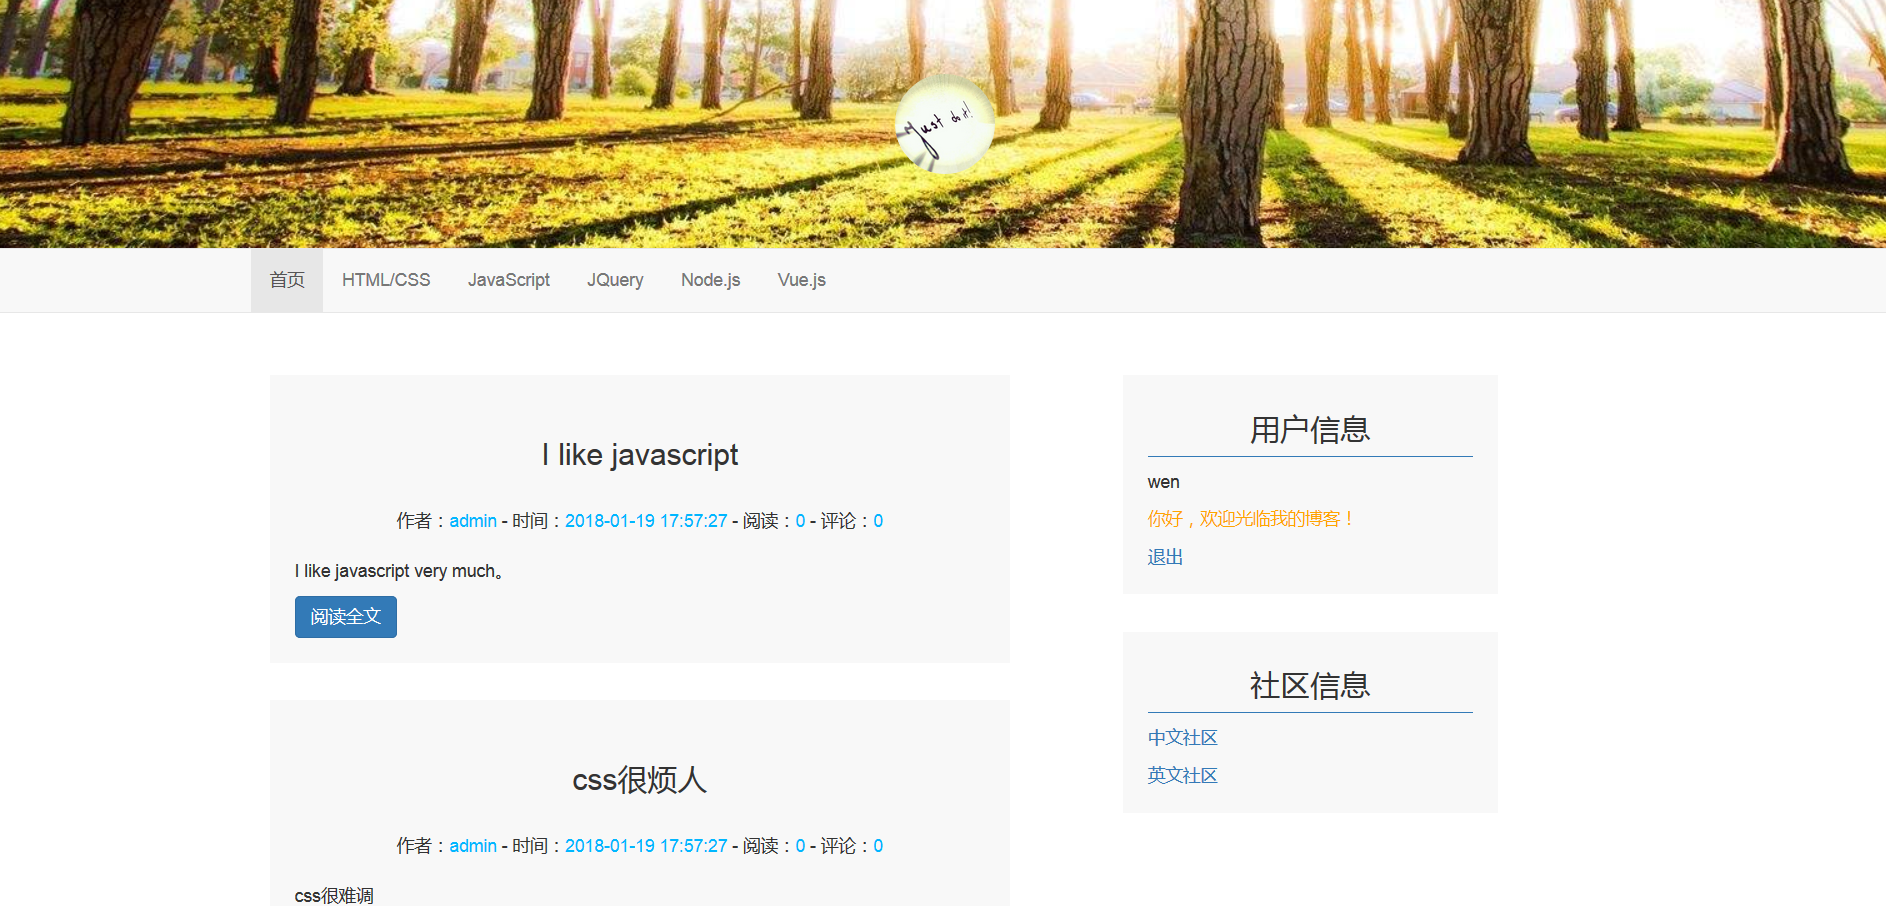 Just do it!
首页 HTML/CSS JavaScript JQuery Node.js Vue.js
I like javascript
作者：admin - 时间：2018-01-19 17:57:27 - 阅读：0 - 评论：0
I like javascript very much。
阅读全文
css很烦人
作者：admin - 时间：2018-01-19 17:57:27 - 阅读：0 - 评论：0
css很难调
用户信息
wen
你好，欢迎光临我的博客！
退出
社区信息
中文社区
英文社区